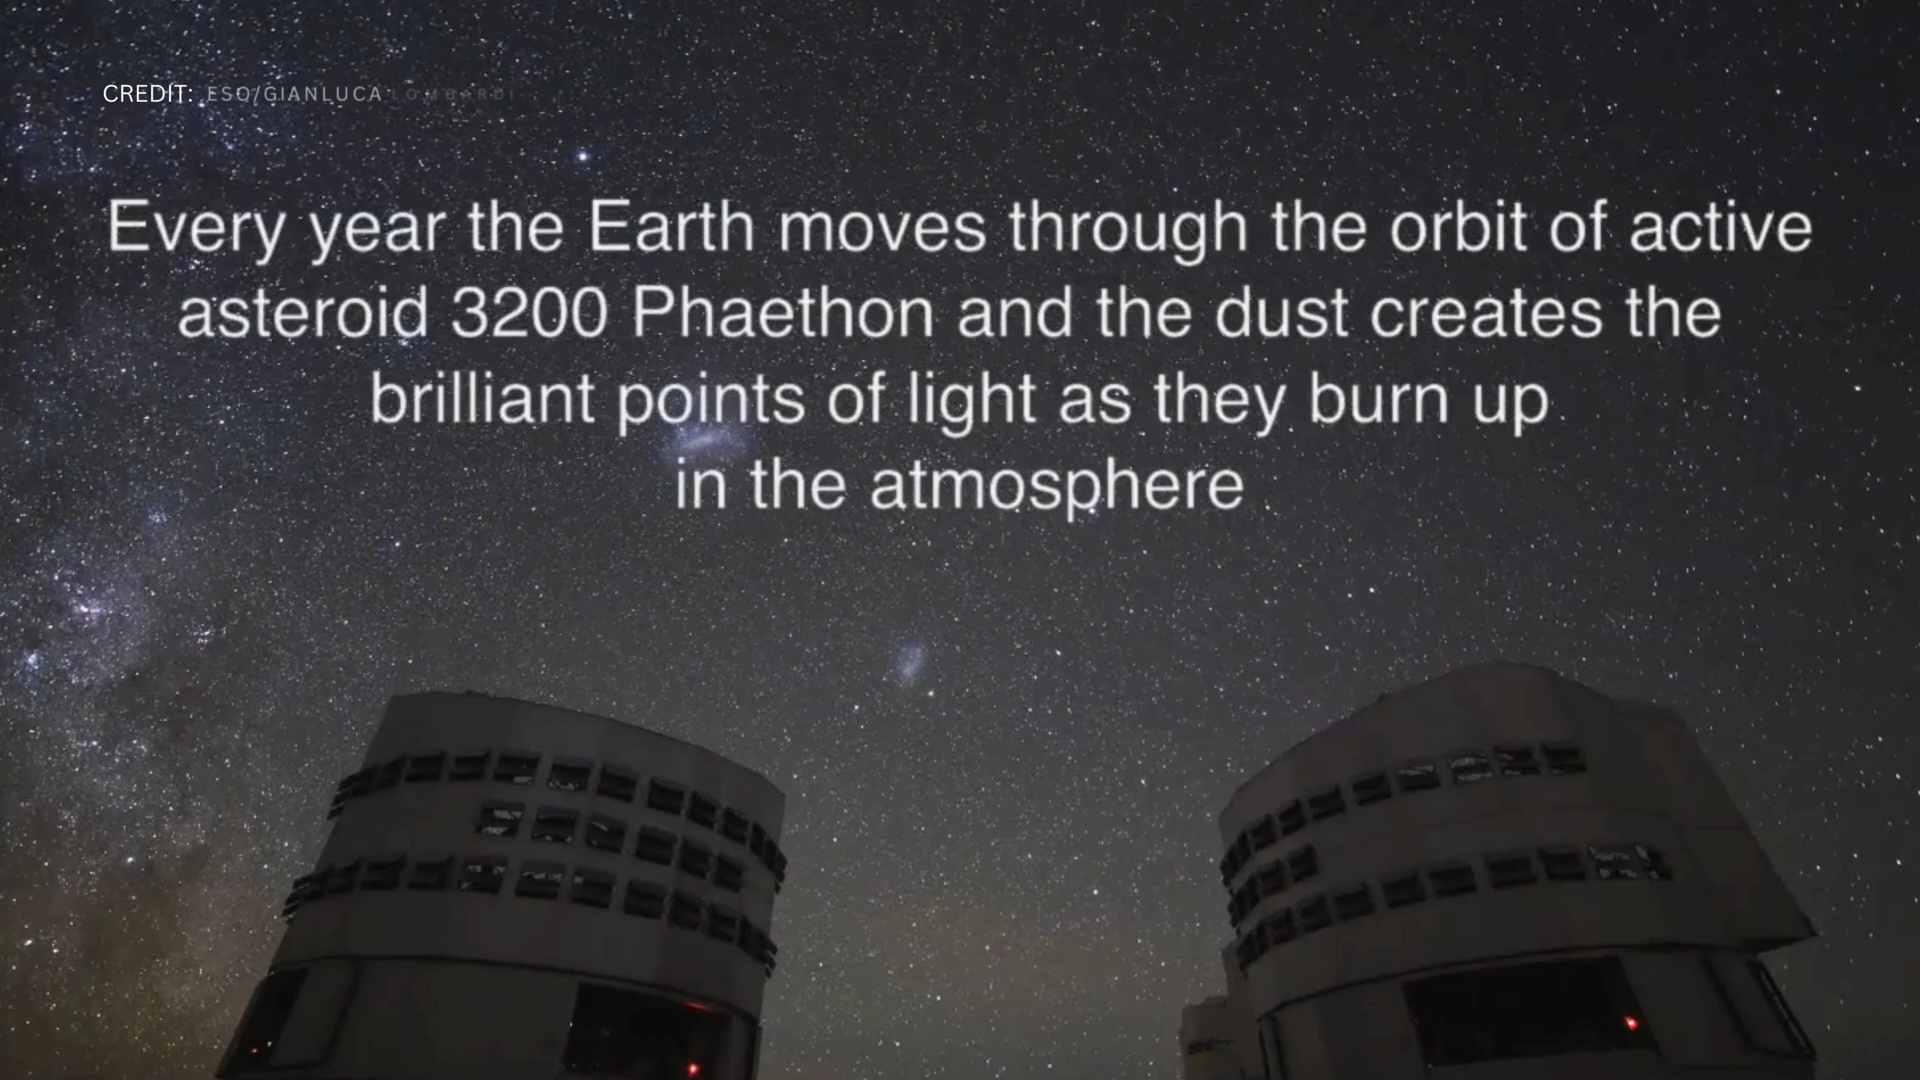 CREDIT: ESO/GIANLUCA LOMBARDI
Every year the Earth moves through the orbit of active
asteroid 3200 Phaethon and the dust creates the
brilliant points of light as they burn up
in the atmosphere